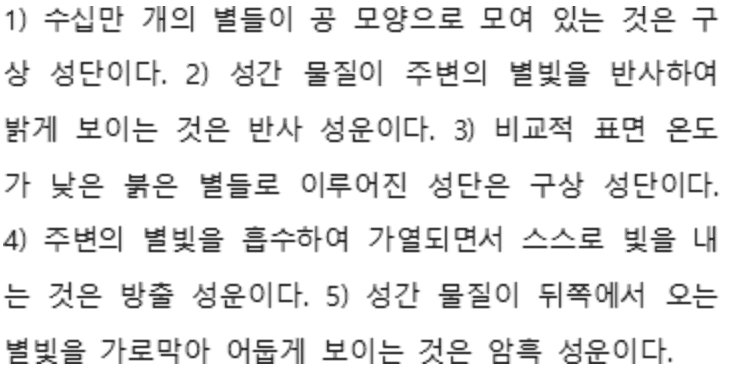 1) 수십만 개의 별들이 공 모양으로 모여 있는 것은 구
상 성단이다. 2) 성간 물질이 주변의 별빛을 반사하여
밝게 보이는 것은 반사 성운이다. 3) 비교적 표면 온도
가 낮은 붉은 별들로 이루어진 성단은 구상 성단이다.
4) 주변의 별빛을 흡수하여 가열되면서 스스로 빛을 내
는 것은 방출 성운이다. 5) 성간 물질이 뒤쪽에서 오는
별빛을 가로막아 어둡게 보이는 것은 암흑 성운이다.